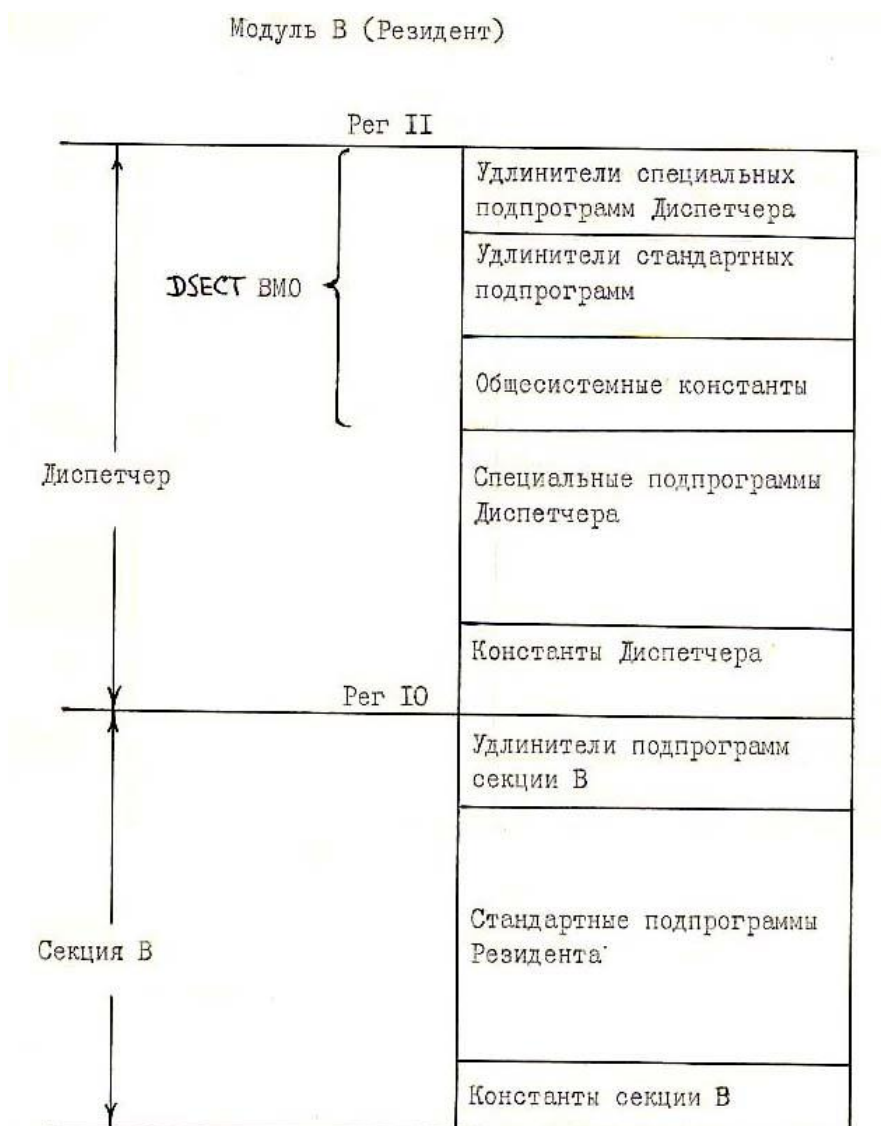 Модуль В (Резидент)
Рег II
Удлинители специальных
подпрограмм Диспетчера
Удлинители стандартных
подпрограмм
DSECT ВМО
Общесистемные константы
Диспетчер
Специальные подпрограммы
Диспетчера
Константы Диспетчера
Рег IO
Удлинители подпрограмм
секции В
Стандартные подпрограммы
Резидента
Секция В
Константы секции В